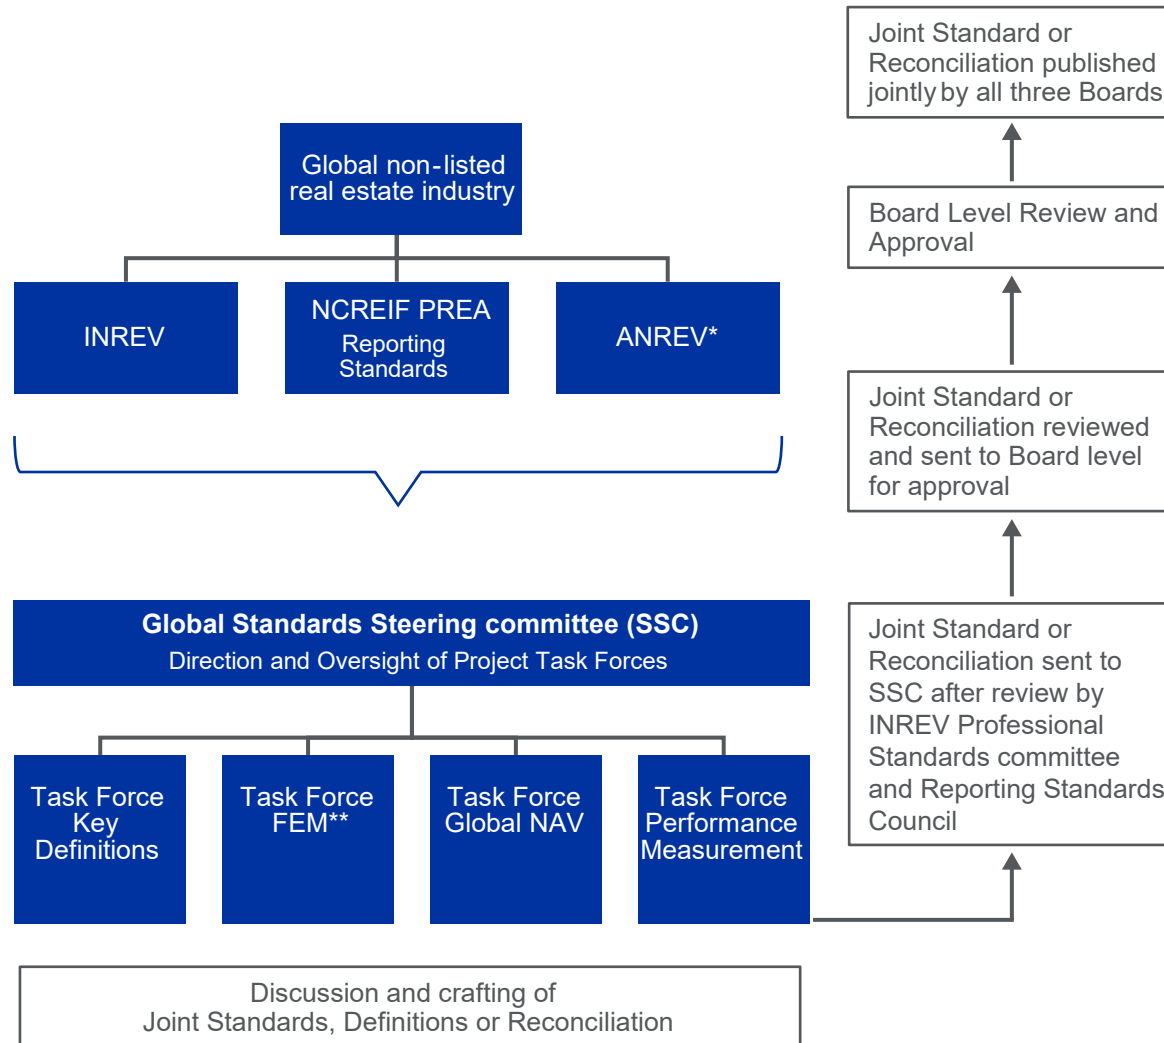 Global non-listed
real estate industry
INREV
NCREIF PREA
Reporting
Standards
ANREV*
Global Standards Steering committee (SSC)
Direction and Oversight of Project Task Forces
Task Force
Key
Definitions
Task Force
FEM**
Task Force
Global NAV
Task Force
Performance
Measurement
Discussion and crafting of
Joint Standards, Definitions or Reconciliation
Joint Standard or
Reconciliation published
jointly by all three Boards
Board Level Review and
Approval
Joint Standard or
Reconciliation reviewed
and sent to Board level
for approval
Joint Standard or
Reconciliation sent to
SSC after review by
INREV Professional
Standards committee
and Reporting Standards
Council